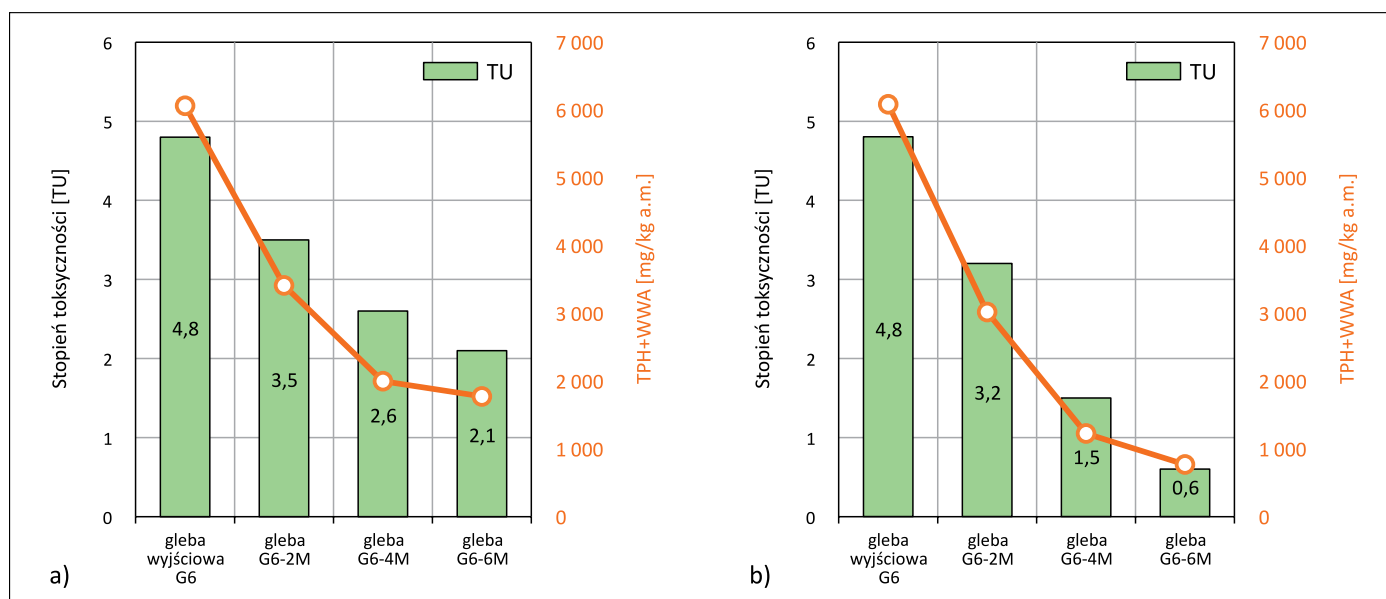 6
5
4
3
2
1
0
Stopień toksyczności [TU]
TU
4,8
3,5
2,6
2,1
7 000
6 000
5 000
4 000
3 000
2 000
1 000
0
TPH+WWA [mg/kg a.m.]
gleba
wyjściowa
G6
gleba
G6-2M
gleba
G6-4M
gleba
G6-6M
a)
6
5
4
3
2
1
0
Stopień toksyczności [TU]
TU
4,8
3,2
1,5
0,6
7 000
6 000
5 000
4 000
3 000
2 000
1 000
0
TPH+WWA [mg/kg a.m.]
gleba
wyjściowa
G6
gleba
G6-2M
gleba
G6-4M
gleba
G6-6M
b)